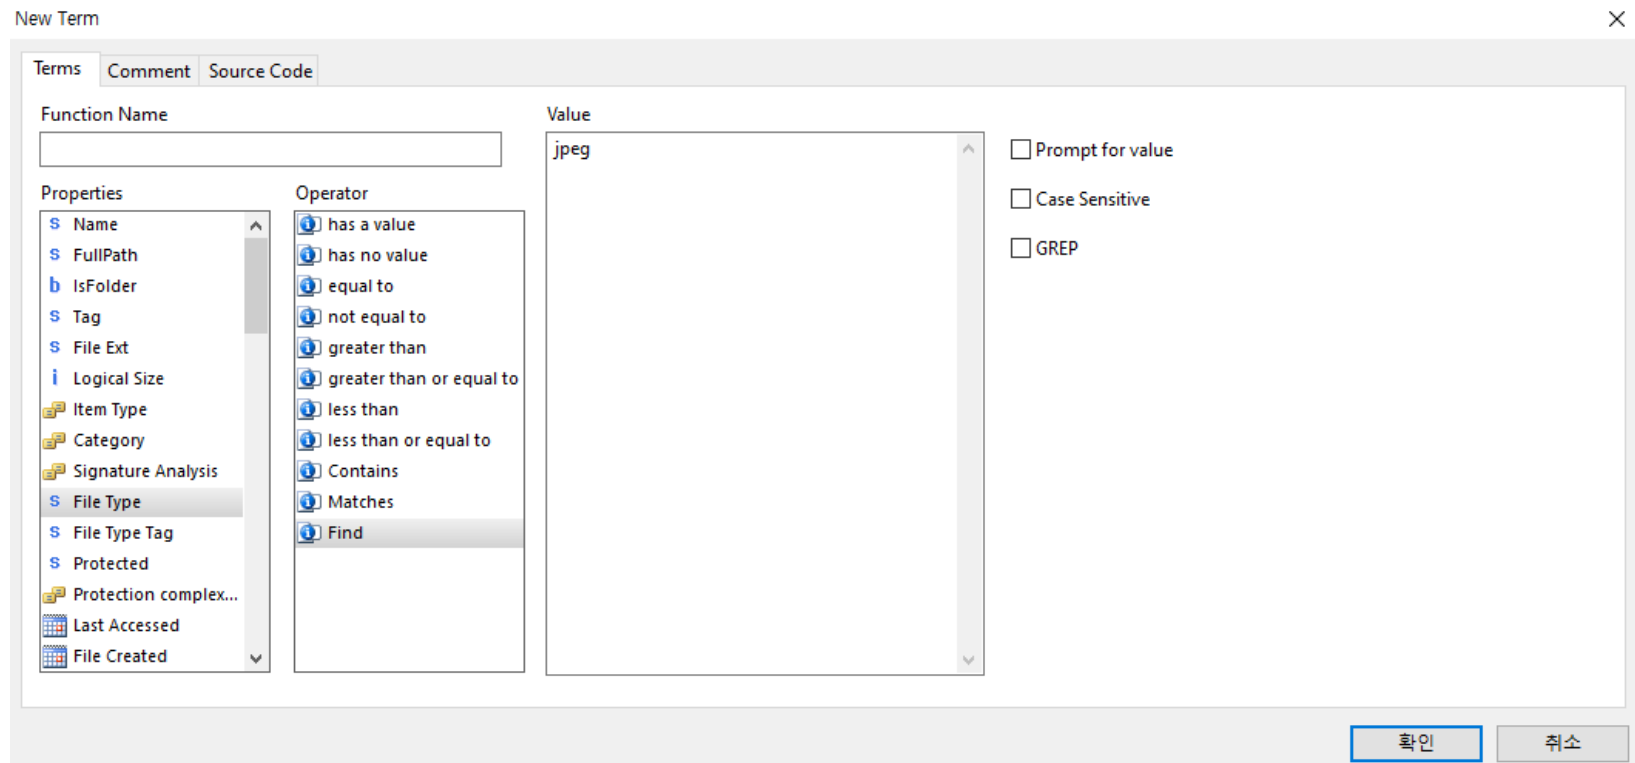 New Term
Terms Comment Source Code
Function Name
Value
jpeg
Prompt for value
Case Sensitive
GREP
Properties
Name
FullPath
IsFolder
Tag
File Ext
Logical Size
Item Type
Category
Signature Analysis
File Type
File Type Tag
Protected
Protection complex...
Last Accessed
File Created
Operator
has a value
has no value
equal to
not equal to
greater than
greater than or equal to
less than
less than or equal to
Contains
Matches
Find
확인 취소